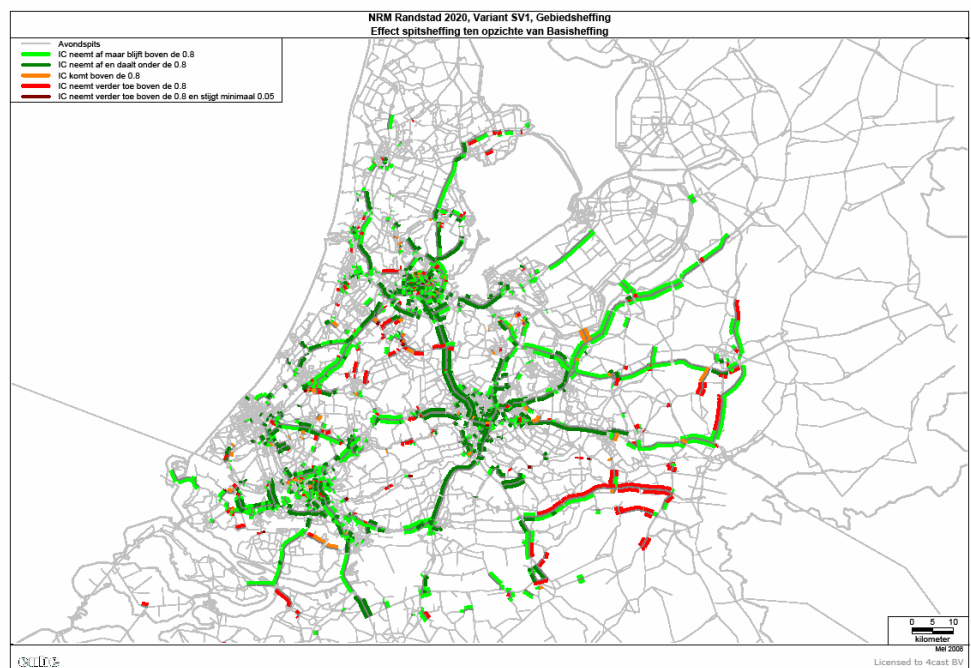 NRM Randstad 2020, Variant SV1, Gebiedsheffing
Effect spitsheffing ten opzichte van Basisheffing
Avondspits
IC neemt af maar blijft boven de 0.8
IC neemt af en daalt onder de 0.8
IC komt boven de 0.8
IC neemt verder toe boven de 0.8
IC neemt verder toe boven de 0.8 en stijgt minimaal 0.05
0 5 10
kilometer
Mei 2008
cube
Licensed to 4cast BV